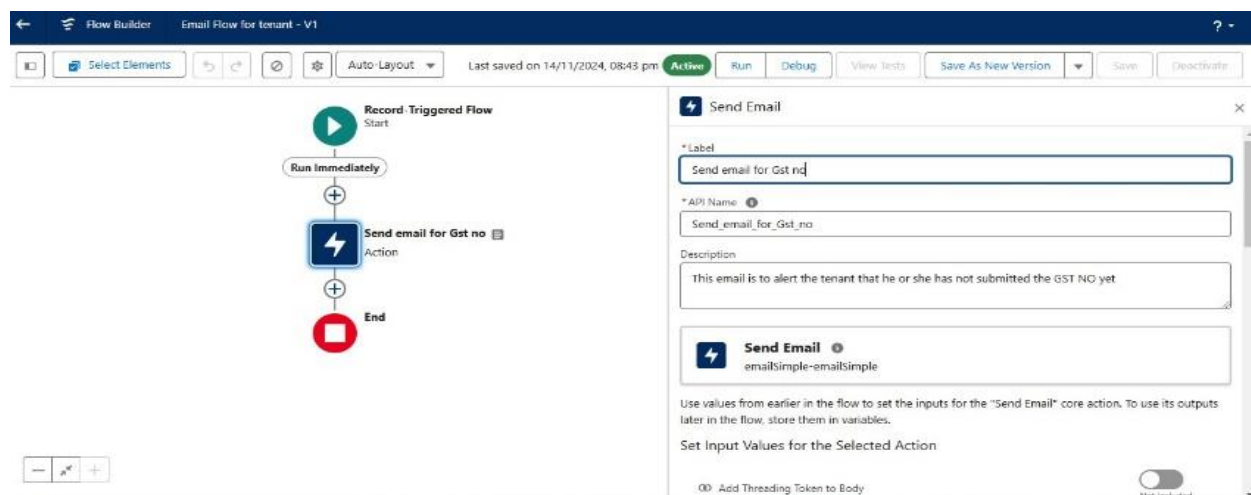 Flow Builder Email Flow for tenant - V1 ?
Select Elements Auto-Layout Last saved on 14/11/2024, 08:43 pm Active Run Debug View Tests Save As New Version Save Deactivate
Record-Triggered Flow
Start
Run Immediately
Send email for Gst no
Action
End
Send Email
*Label
Send email for Gst no
*API Name
Send_email_for_Gst_no
Description
This email is to alert the tenant that he or she has not submitted the GST NO yet
Send Email
emailSimple-emailSimple
Use values from earlier in the flow to set the inputs for the "Send Email" core action. To use its outputs
later in the flow, store them in variables.
Set Input Values for the Selected Action
Add Threading Token to Body
Not Included